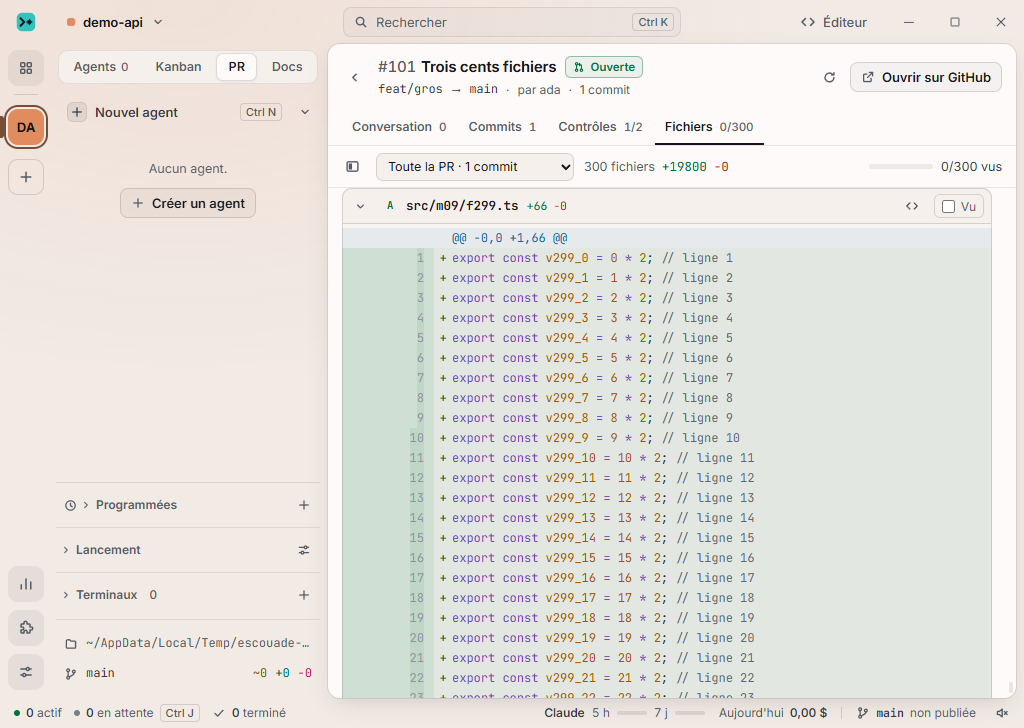 demo-api
Rechercher
Ctrl K
Éditeur
Agents 0
Kanban
PR
Docs
DA
Nouvel agent
Ctrl N
Aucun agent.
Créer un agent
Programmées
Lancement
Terminaux 0
~/AppData/Local/Temp/escouade-…
main
~0 +0 -0
#101 Trois cents fichiers
Ouverte
feat/gros → main · par ada · 1 commit
Ouvrir sur GitHub
Conversation 0
Commits 1
Contrôles 1/2
Fichiers 0/300
Toute la PR · 1 commit
300 fichiers +19800 -0
0/300 vus
A src/m09/f299.ts +66 -0
Vu
@@ -0,0 +1,66 @@
1 + export const v299_0 = 0 * 2; // ligne 1
2 + export const v299_1 = 1 * 2; // ligne 2
3 + export const v299_2 = 2 * 2; // ligne 3
4 + export const v299_3 = 3 * 2; // ligne 4
5 + export const v299_4 = 4 * 2; // ligne 5
6 + export const v299_5 = 5 * 2; // ligne 6
7 + export const v299_6 = 6 * 2; // ligne 7
8 + export const v299_7 = 7 * 2; // ligne 8
9 + export const v299_8 = 8 * 2; // ligne 9
10 + export const v299_9 = 9 * 2; // ligne 10
11 + export const v299_10 = 10 * 2; // ligne 11
12 + export const v299_11 = 11 * 2; // ligne 12
13 + export const v299_12 = 12 * 2; // ligne 13
14 + export const v299_13 = 13 * 2; // ligne 14
15 + export const v299_14 = 14 * 2; // ligne 15
16 + export const v299_15 = 15 * 2; // ligne 16
17 + export const v299_16 = 16 * 2; // ligne 17
18 + export const v299_17 = 17 * 2; // ligne 18
19 + export const v299_18 = 18 * 2; // ligne 19
20 + export const v299_19 = 19 * 2; // ligne 20
21 + export const v299_20 = 20 * 2; // ligne 21
22 + export const v299_21 = 21 * 2; // ligne 22
23 + export const v299_22 = 22 * 2; // ligne 23
0 actif
0 en attente
Ctrl J
0 terminé
Claude 5 h
7 j
Aujourd'hui 0,00 $
main non publiée